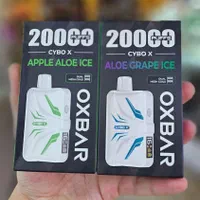 20000
CYBO X
APPLE ALOE ICE
OXBAR
20000
CYBO X
ALOE GRAPE ICE
OXBAR